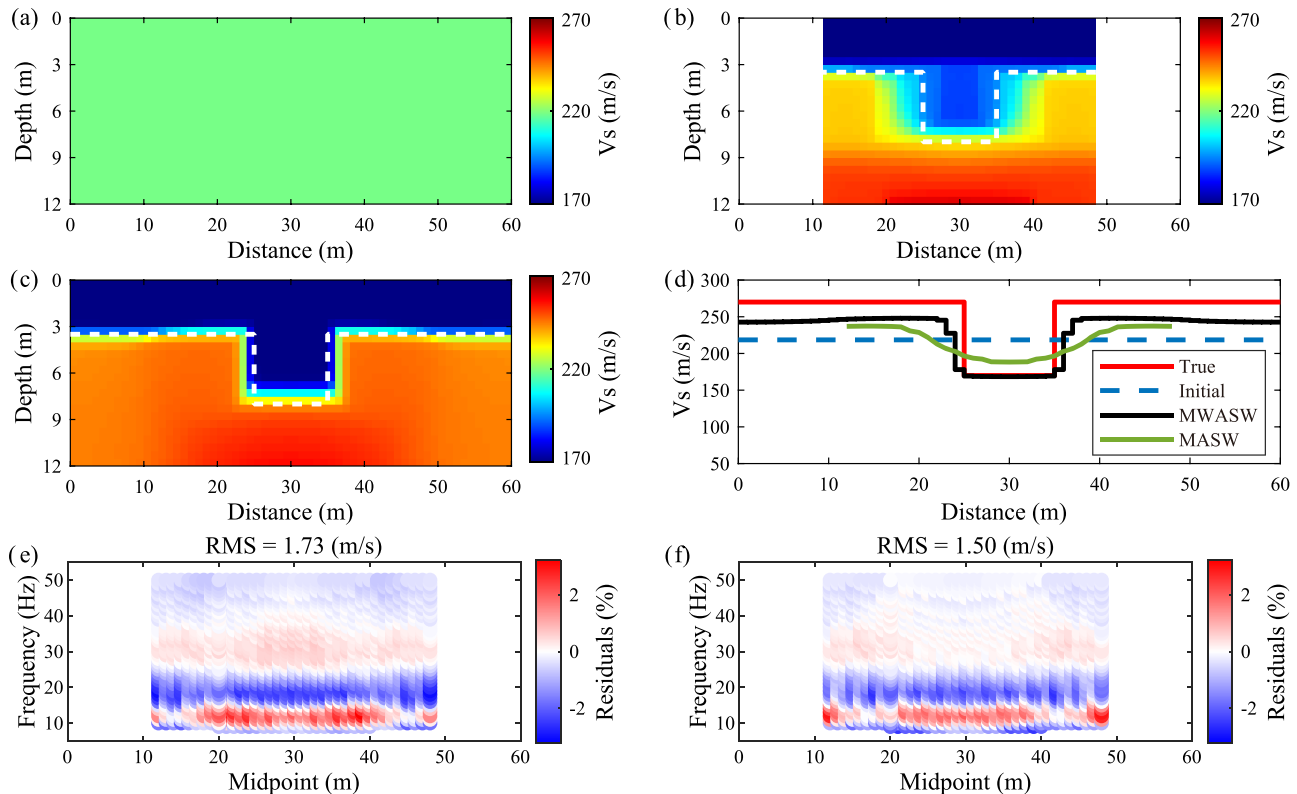 (a)
0
3
6
9
12
Depth (m)
0 10 20 30 40 50 60
Distance (m)
270
220
170
Vs (m/s)
(b)
0
3
6
9
12
Depth (m)
0 10 20 30 40 50 60
Distance (m)
270
220
170
Vs (m/s)
(c)
0
3
6
9
12
Depth (m)
0 10 20 30 40 50 60
Distance (m)
270
220
170
Vs (m/s)
(d)
300
250
200
150
100
50
Vs (m/s)
0 10 20 30 40 50 60
Distance (m)
True
Initial
MWASW
MASW
(e)
RMS = 1.73 (m/s)
50
40
30
20
10
Frequency (Hz)
0 10 20 30 40 50 60
Midpoint (m)
2
0
-2
Residuals (%)
(f)
RMS = 1.50 (m/s)
50
40
30
20
10
Frequency (Hz)
0 10 20 30 40 50 60
Midpoint (m)
2
0
-2
Residuals (%)